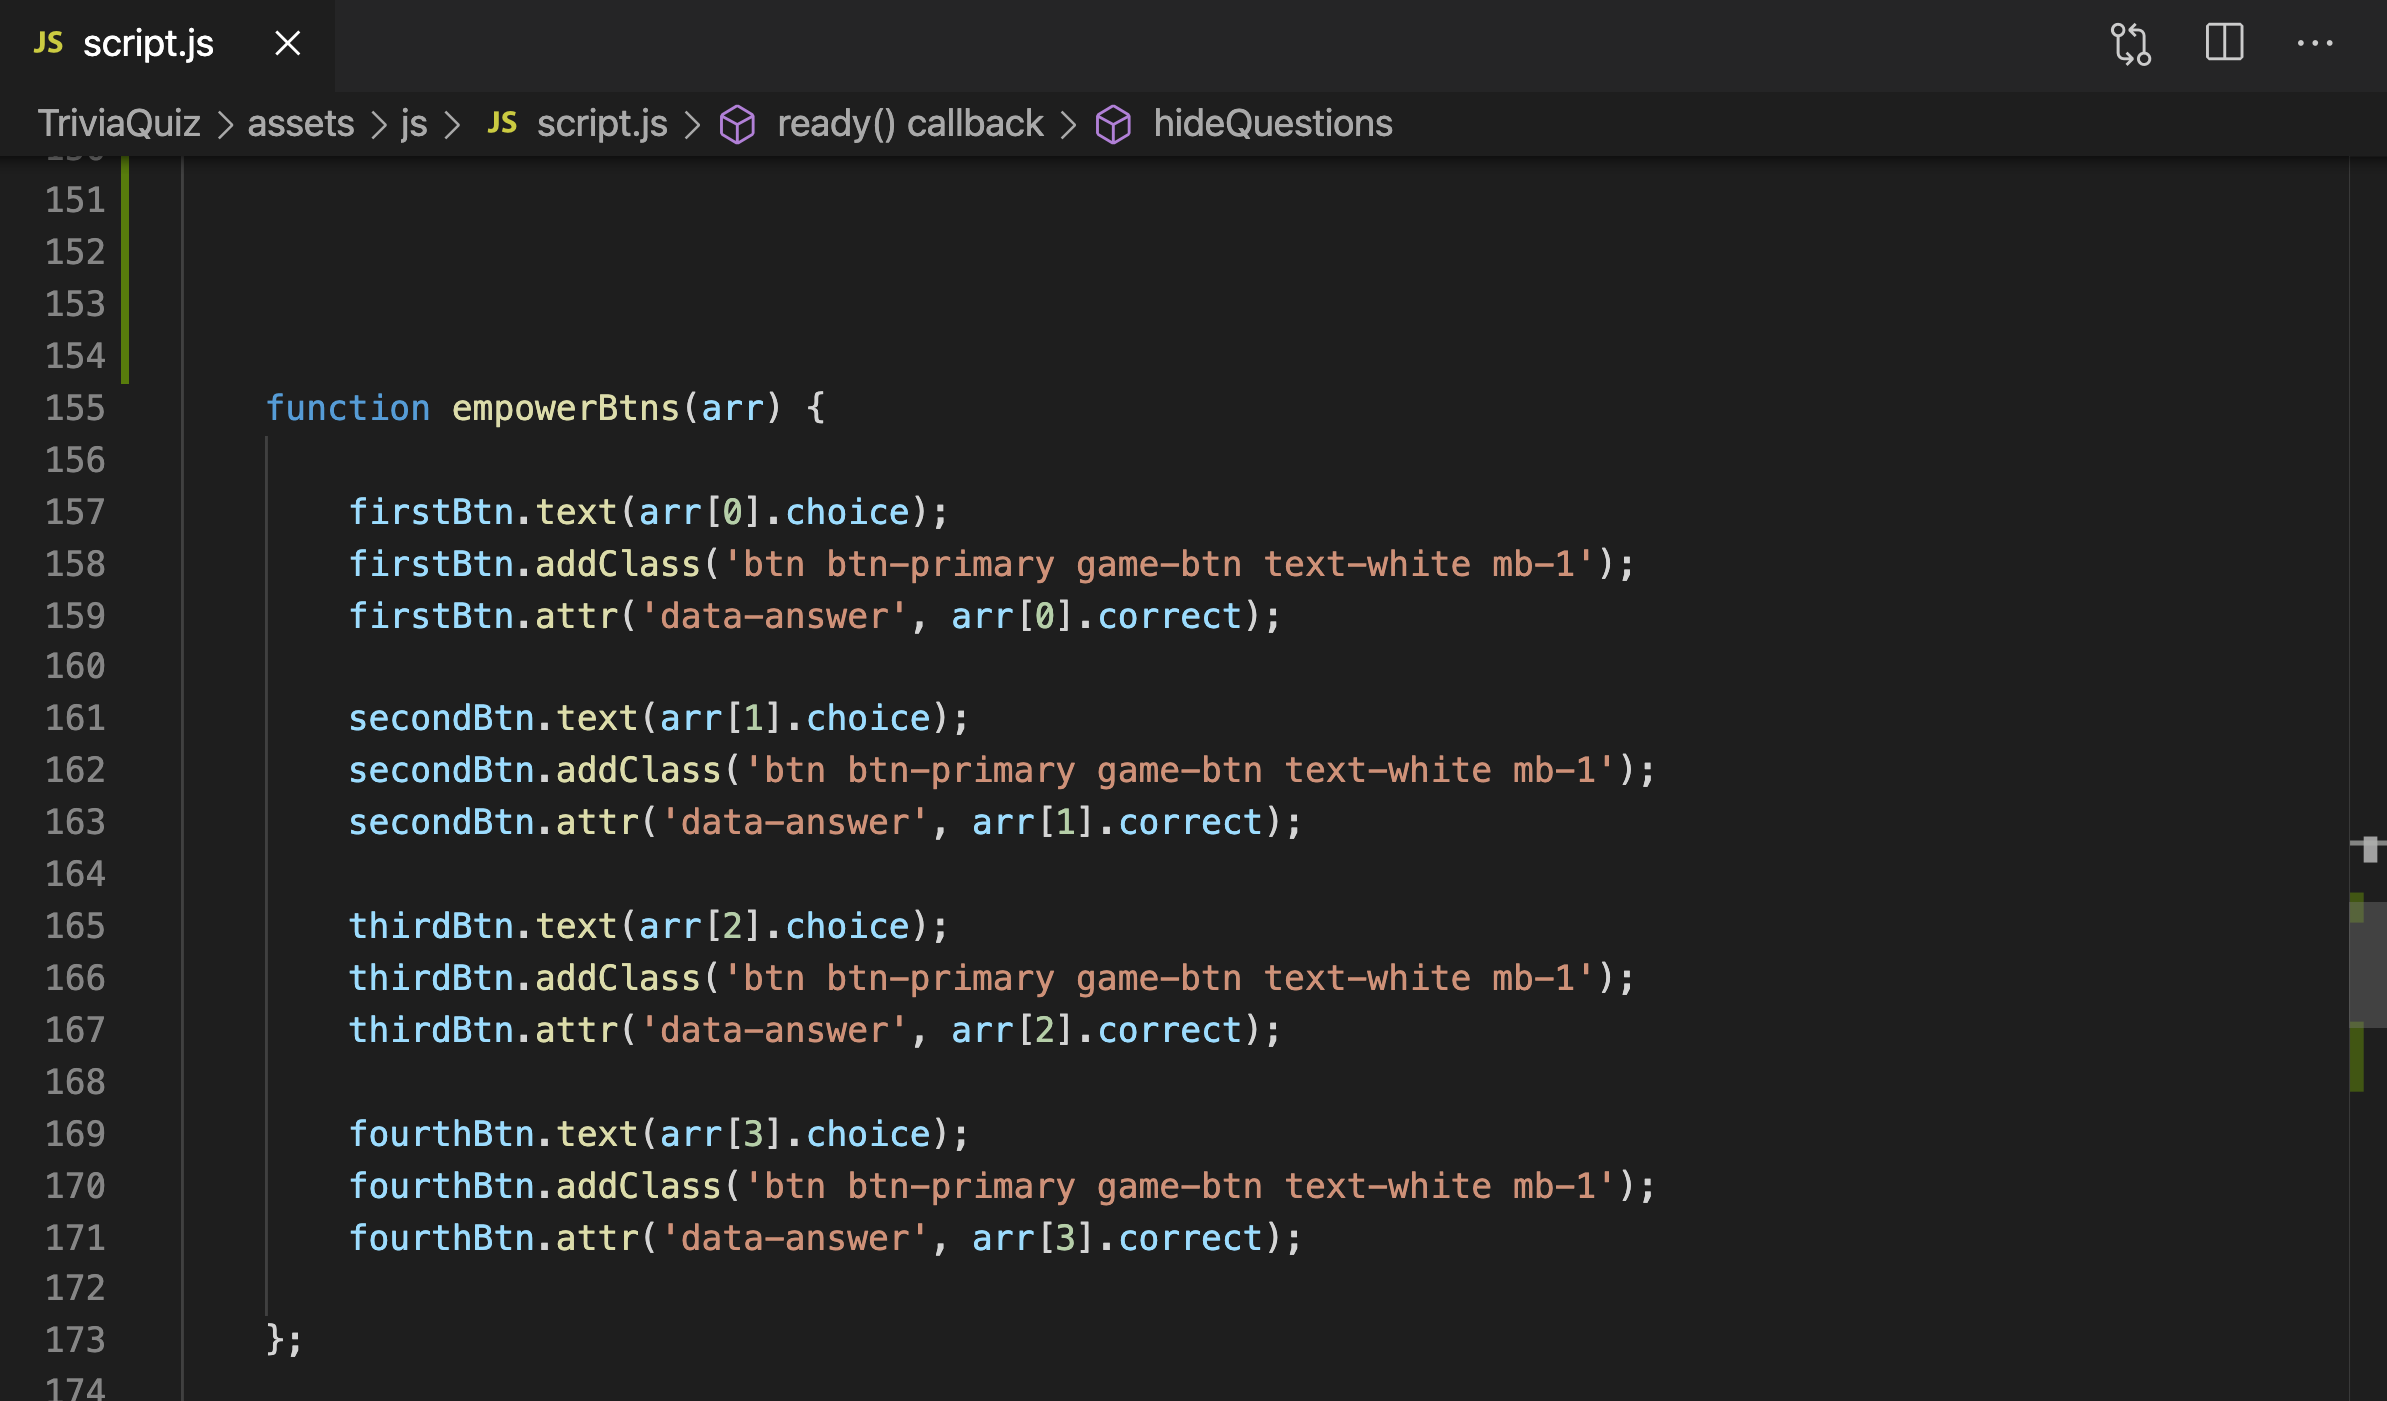 JS script.js
TriviaQuiz > assets > js > JS script.js > ready() callback > hideQuestions
151
152
153
154
155 function empowerBtns(arr) {
156
157 firstBtn.text(arr[0].choice);
158 firstBtn.addClass('btn btn-primary game-btn text-white mb-1');
159 firstBtn.attr('data-answer', arr[0].correct);
160
161 secondBtn.text(arr[1].choice);
162 secondBtn.addClass('btn btn-primary game-btn text-white mb-1');
163 secondBtn.attr('data-answer', arr[1].correct);
164
165 thirdBtn.text(arr[2].choice);
166 thirdBtn.addClass('btn btn-primary game-btn text-white mb-1');
167 thirdBtn.attr('data-answer', arr[2].correct);
168
169 fourthBtn.text(arr[3].choice);
170 fourthBtn.addClass('btn btn-primary game-btn text-white mb-1');
171 fourthBtn.attr('data-answer', arr[3].correct);
172
173 };
174